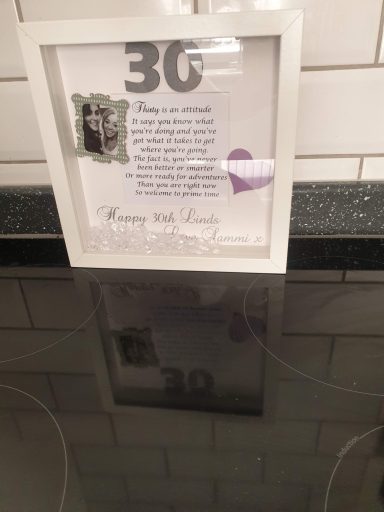 30
Thirty is an attitude
It says you know what
you're doing and you've
got what it takes to get
where you're going.
The fact is, you've never
been better or smarter
Or more ready for adventures
Than you are right now
So welcome to prime time
Happy 30th Linds
Love Sammi x
Induction